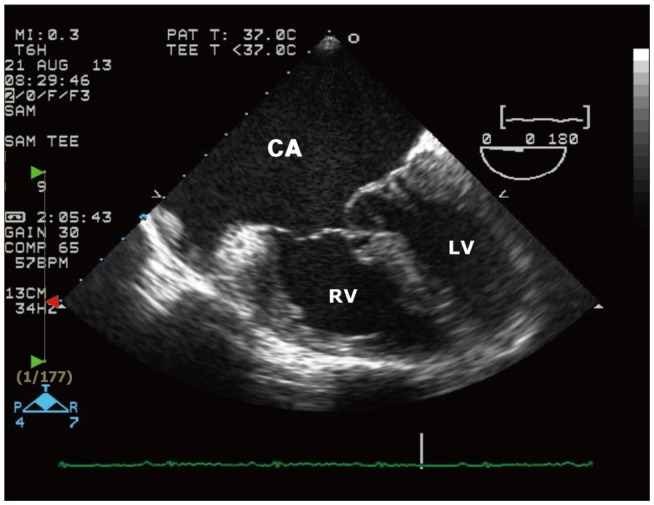 MI:0.3
T6H
21 AUG 13
08:29:46
2/0/F/F3
SAM
SAM TEE
9
2:05:43
GAIN 30
COMP 65
57BPM
13CM
34HZ
(1/177)
T
P R
4 7
PAT T: 37.0C
TEE T <37.0C
0 0 180
CA
LV
RV